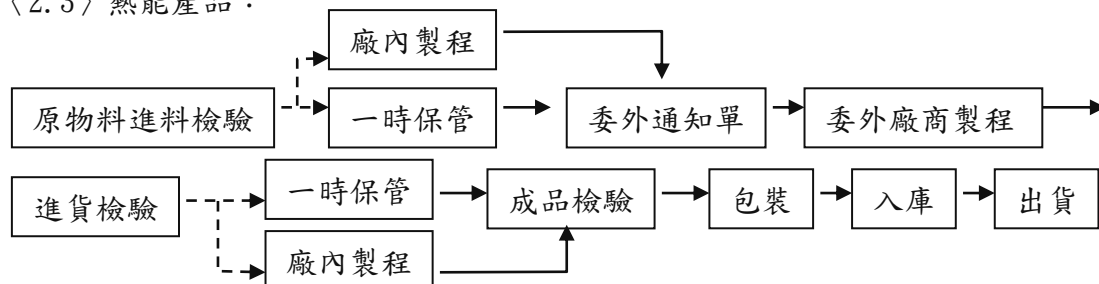 〈2.3〉熱能產品：
廠內製程
原物料進料檢驗
一時保管
委外通知單
委外廠商製程
進貨檢驗
一時保管
成品檢驗
包裝
入庫
出貨
廠內製程